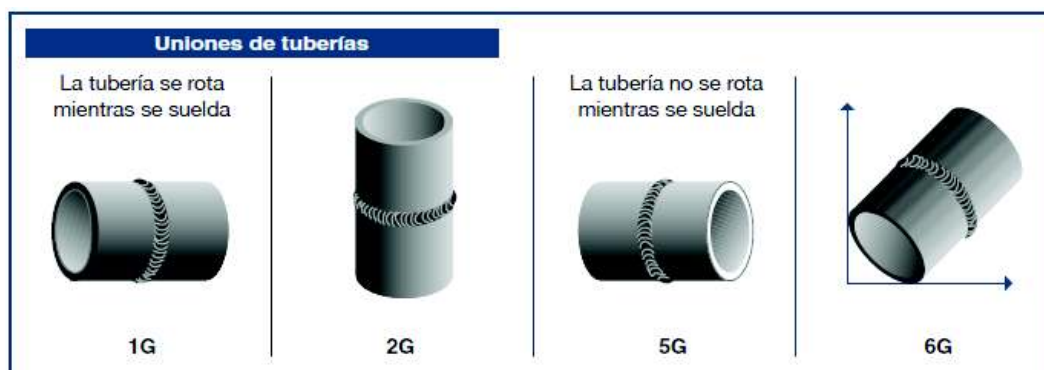 Uniones de tuberías
La tubería se rota
mientras se suelda
La tubería no se rota
mientras se suelda
1G
2G
5G
6G